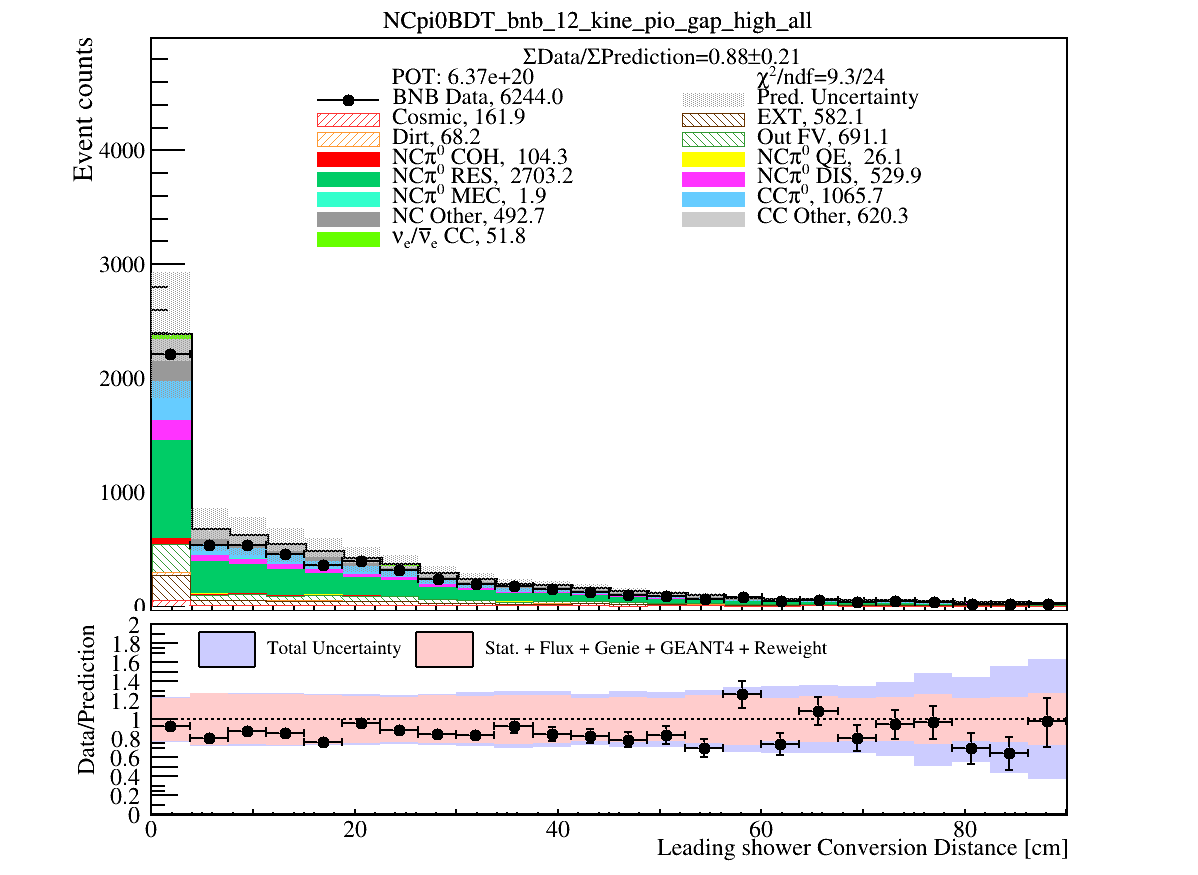 NCpi0BDT_bnb_12_kine_pio_gap_high_all
ΣData/ΣPrediction=0.88±0.21
POT: 6.37e+20
χ²/ndf=9.3/24
BNB Data, 6244.0
Pred. Uncertainty
Cosmic, 161.9
EXT, 582.1
Dirt, 68.2
Out FV, 691.1
NCπ⁰ COH, 104.3
NCπ⁰ QE, 26.1
NCπ⁰ RES, 2703.2
NCπ⁰ DIS, 529.9
NCπ⁰ MEC, 1.9
CCπ⁰, 1065.7
NC Other, 492.7
CC Other, 620.3
νₑ/ν̅ₑ CC, 51.8
Event counts
4000
3000
2000
1000
0
Total Uncertainty
Stat. + Flux + Genie + GEANT4 + Reweight
Data/Prediction
2
1.8
1.6
1.4
1.2
1
0.8
0.6
0.4
0.2
0
0 20 40 60 80
Leading shower Conversion Distance [cm]